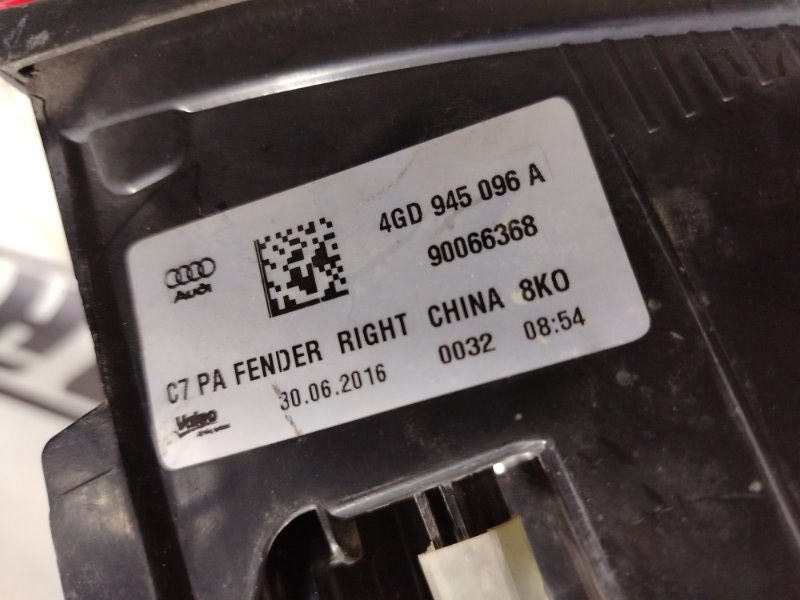 4GD 945 096 A
90066368
Audi
C7 PA FENDER RIGHT CHINA 8KO
30.06.2016 0032 08:54
Valeo